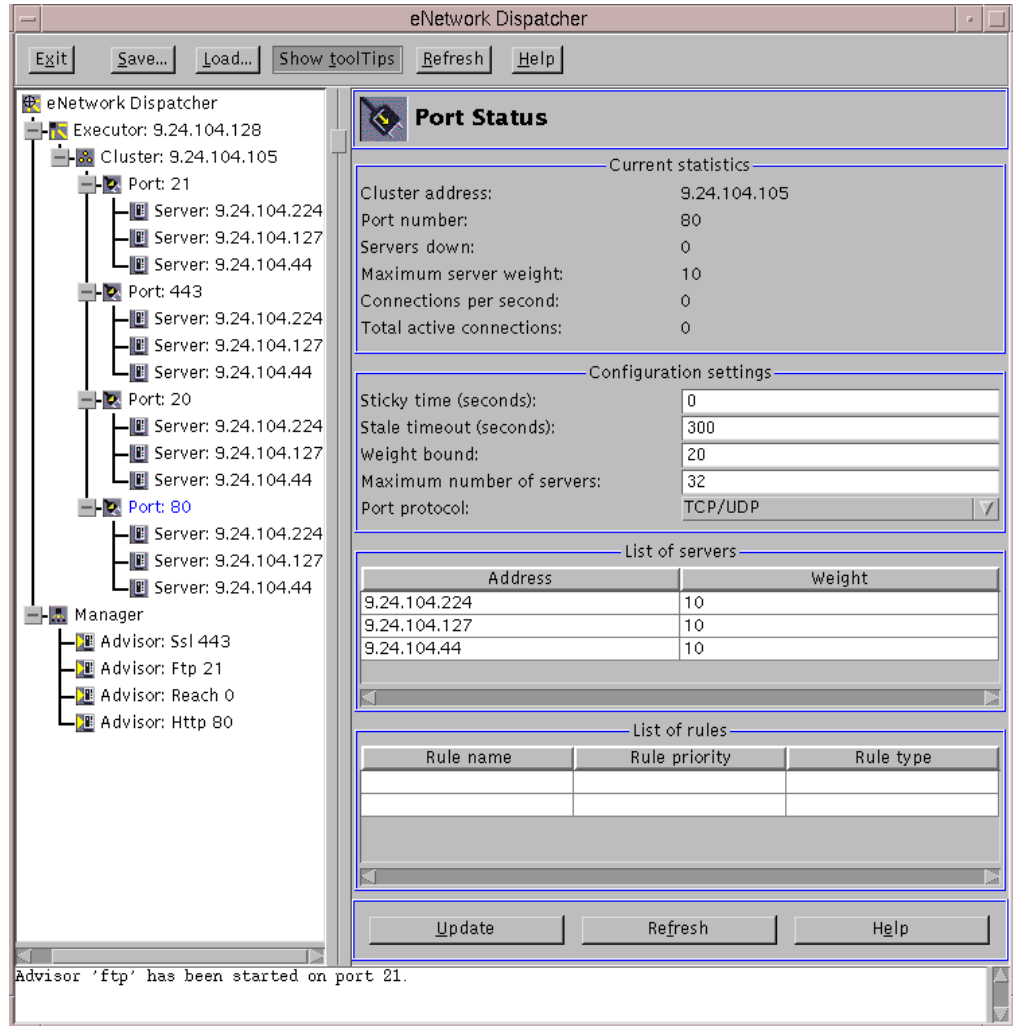 eNetwork Dispatcher
Exit Save... Load... Show toolTips Refresh Help
eNetwork Dispatcher
Executor: 9.24.104.128
Cluster: 9.24.104.105
Port: 21
Server: 9.24.104.224
Server: 9.24.104.127
Server: 9.24.104.44
Port: 443
Server: 9.24.104.224
Server: 9.24.104.127
Server: 9.24.104.44
Port: 20
Server: 9.24.104.224
Server: 9.24.104.127
Server: 9.24.104.44
Port: 80
Server: 9.24.104.224
Server: 9.24.104.127
Server: 9.24.104.44
Manager
Advisor: Ssl 443
Advisor: Ftp 21
Advisor: Reach 0
Advisor: Http 80
Port Status
Current statistics
Cluster address: 9.24.104.105
Port number: 80
Servers down: 0
Maximum server weight: 10
Connections per second: 0
Total active connections: 0
Configuration settings
Sticky time (seconds): 0
Stale timeout (seconds): 300
Weight bound: 20
Maximum number of servers: 32
Port protocol: TCP/UDP
List of servers
Address Weight
9.24.104.224 10
9.24.104.127 10
9.24.104.44 10
List of rules
Rule name Rule priority Rule type
Update Refresh Help
Advisor 'ftp' has been started on port 21.